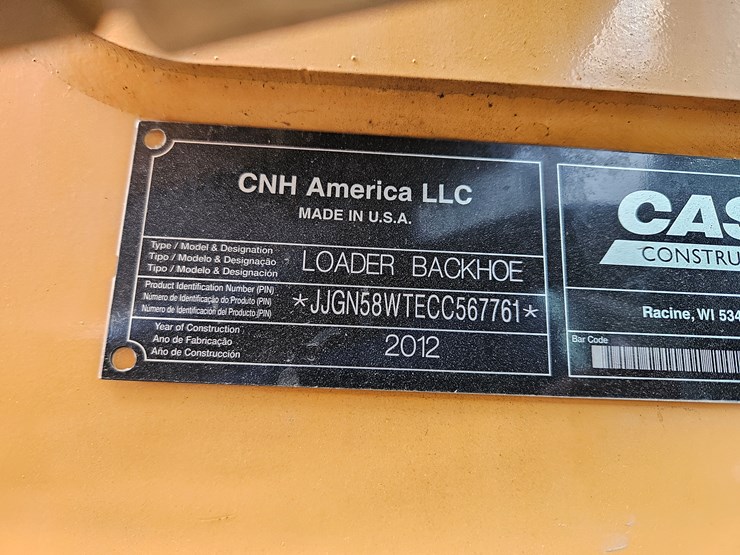 CNH America LLC
MADE IN U.S.A.
Type / Model & Designation
Tipo / Modelo & Designação
Tipo / Modelo & Designación
LOADER BACKHOE
Product Identification Number (PIN)
Número de Identificação do Produto (PIN)
Número de Identificación del Producto (PIN)
*JJGN58WTECC567761*
Year of Construction
Ano de Fabricação
Año de Construcción
2012
CAS
CONSTRU
Racine, WI 534
Bar Code